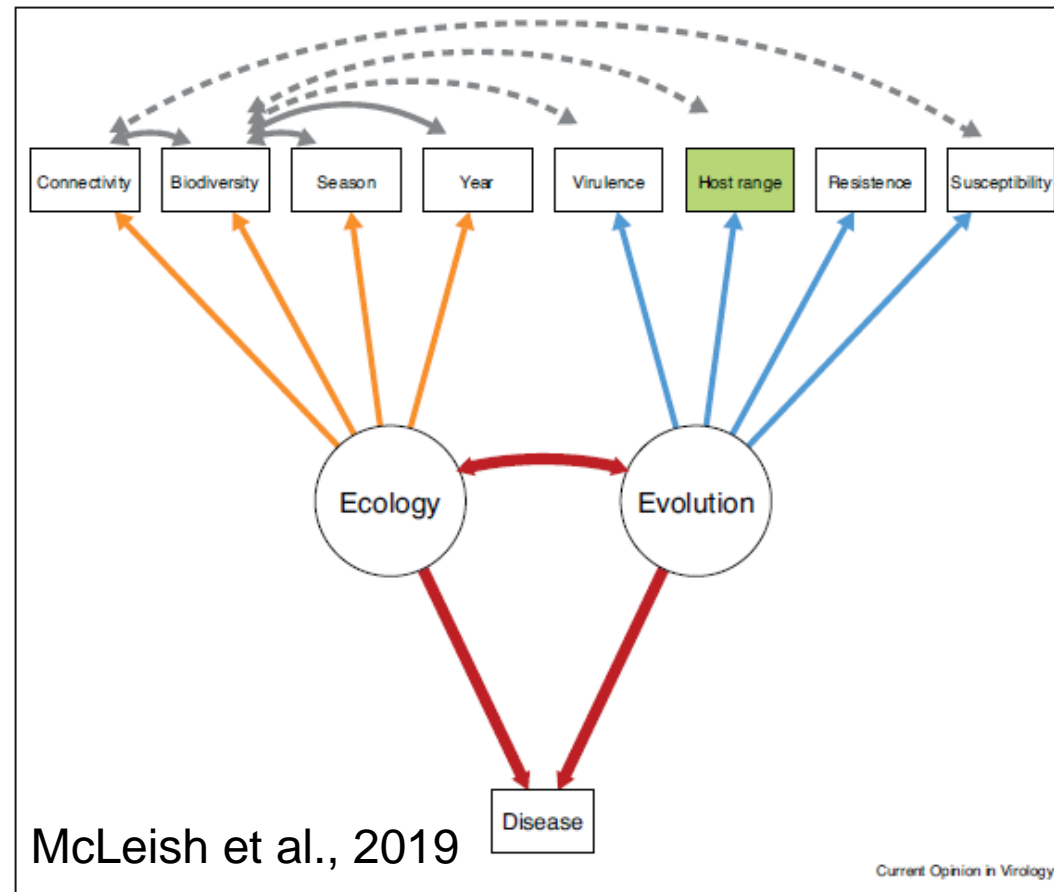 Connectivity Biodiversity Season Year Virulence Host range Resistence Susceptibility
Ecology Evolution
Disease
McLeish et al., 2019
Current Opinion in Virology